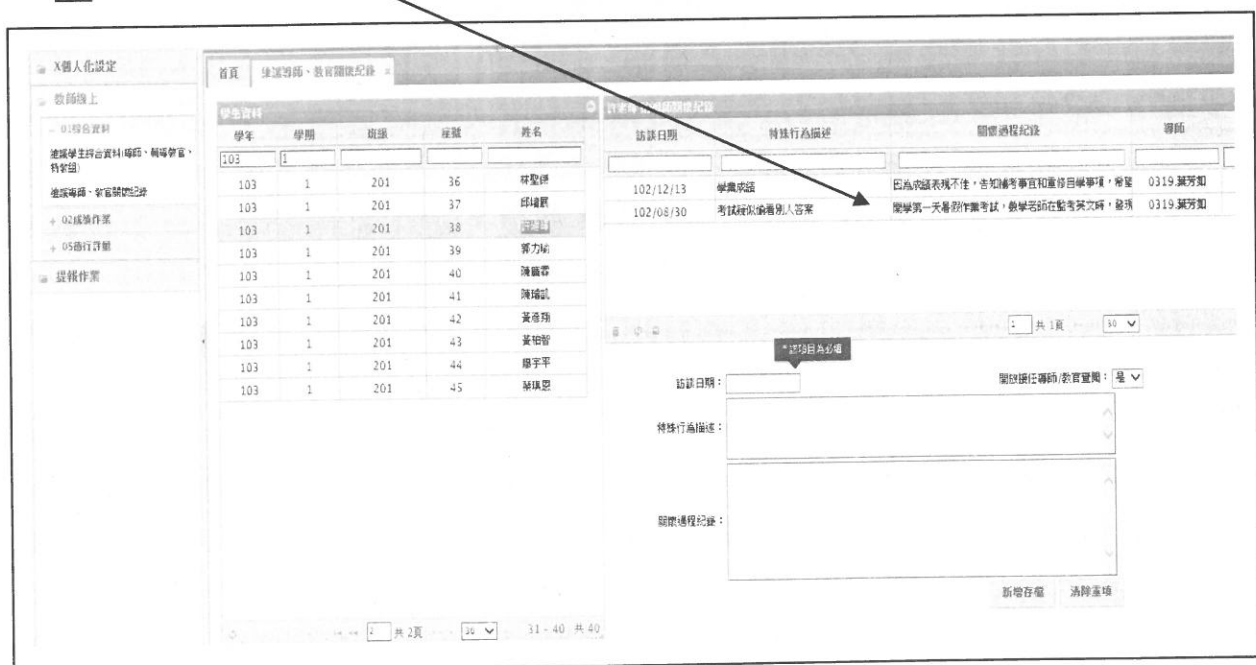 X個人化設定
教師線上
- 01綜合資料
維護學生綜合資料(導師、輔導教官、
特教組)
維護導師、教官關懷紀錄
+ 02成績作業
+ 05德行評量
提報作業
首頁 維護導師、教官關懷紀錄 ×
學生資料
學年 學期 班級 座號 姓名
103 1
103 1 201 36
103 1 201 37
103 1 201 38
103 1 201 39 郭力瑜
103 1 201 40 陳麗雲
103 1 201 41 陳瑨凱
103 1 201 42 黃彥翔
103 1 201 43 黃柏智
103 1 201 44 廖宇平
103 1 201 45 蔡琪恩
2 共 2頁 30 31 - 40 共 40
導師關懷紀錄
訪談日期 特殊行為描述 關懷過程紀錄 導師
102/12/13 學業成績 因為成績表現不佳，告知補考事宜和重修自學事項，希望 0319.葉芳如
102/08/30 考試疑似偷看別人答案 開學第一天暑假作業考試，教學老師在監考英文時，發現 0319.葉芳如
1 共 1頁 30
* 該項目為必填
訪談日期： 開放接任導師/教官查閱： 是
特殊行為描述：
關懷過程紀錄：
新增存檔 清除重填